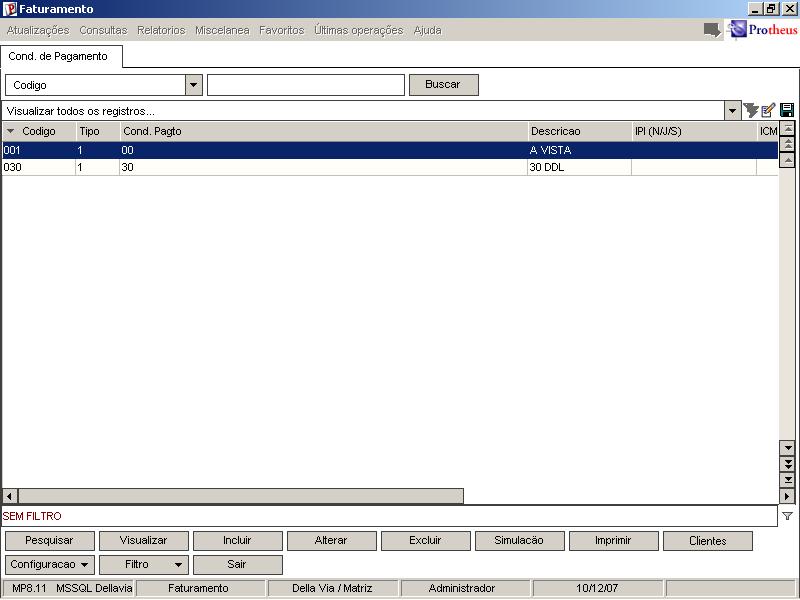 Faturamento
Atualizações Consultas Relatorios Miscelanea Favoritos Últimas operações Ajuda Protheus
Cond. de Pagamento
Codigo Buscar
Visualizar todos os registros...
Codigo Tipo Cond. Pagto Descricao IPI (N/J/S) ICM
001 1 00 A VISTA
030 1 30 30 DDL
SEM FILTRO
Pesquisar Visualizar Incluir Alterar Excluir Simulacão Imprimir Clientes
Configuracao Filtro Sair
MP8.11 MSSQL Dellavia Faturamento Della Via / Matriz Administrador 10/12/07